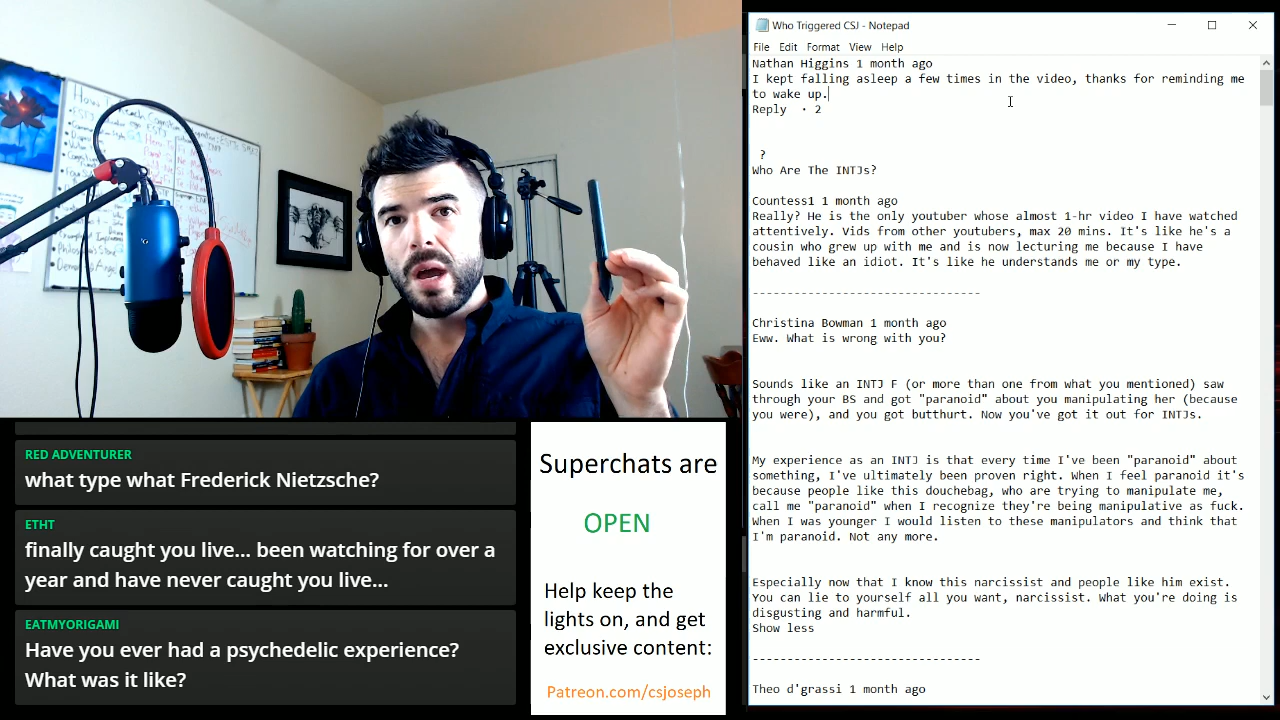 Who Triggered CSJ - Notepad
File Edit Format View Help
Nathan Higgins 1 month ago
I kept falling asleep a few times in the video, thanks for reminding me
to wake up.
Reply · 2
?
Who Are The INTJs?
Countess1 1 month ago
Really? He is the only youtuber whose almost 1-hr video I have watched
attentively. Vids from other youtubers, max 20 mins. It's like he's a
cousin who grew up with me and is now lecturing me because I have
behaved like an idiot. It's like he understands me or my type.
--------------------------------
Christina Bowman 1 month ago
Eww. What is wrong with you?
Sounds like an INTJ F (or more than one from what you mentioned) saw
through your BS and got "paranoid" about you manipulating her (because
you were), and you got butthurt. Now you've got it out for INTJs.
My experience as an INTJ is that every time I've been "paranoid" about
something, I've ultimately been proven right. When I feel paranoid it's
because people like this douchebag, who are trying to manipulate me,
call me "paranoid" when I recognize they're being manipulative as fuck.
When I was younger I would listen to these manipulators and think that
I'm paranoid. Not any more.
Especially now that I know this narcissist and people like him exist.
You can lie to yourself all you want, narcissist. What you're doing is
disgusting and harmful.
Show less
--------------------------------
Theo d'grassi 1 month ago
RED ADVENTURER
what type what Frederick Nietzsche?
ETHT
finally caught you live... been watching for over a
year and have never caught you live...
EATMYORIGAMI
Have you ever had a psychedelic experience?
What was it like?
Superchats are
OPEN
Help keep the
lights on, and get
exclusive content:
Patreon.com/csjoseph